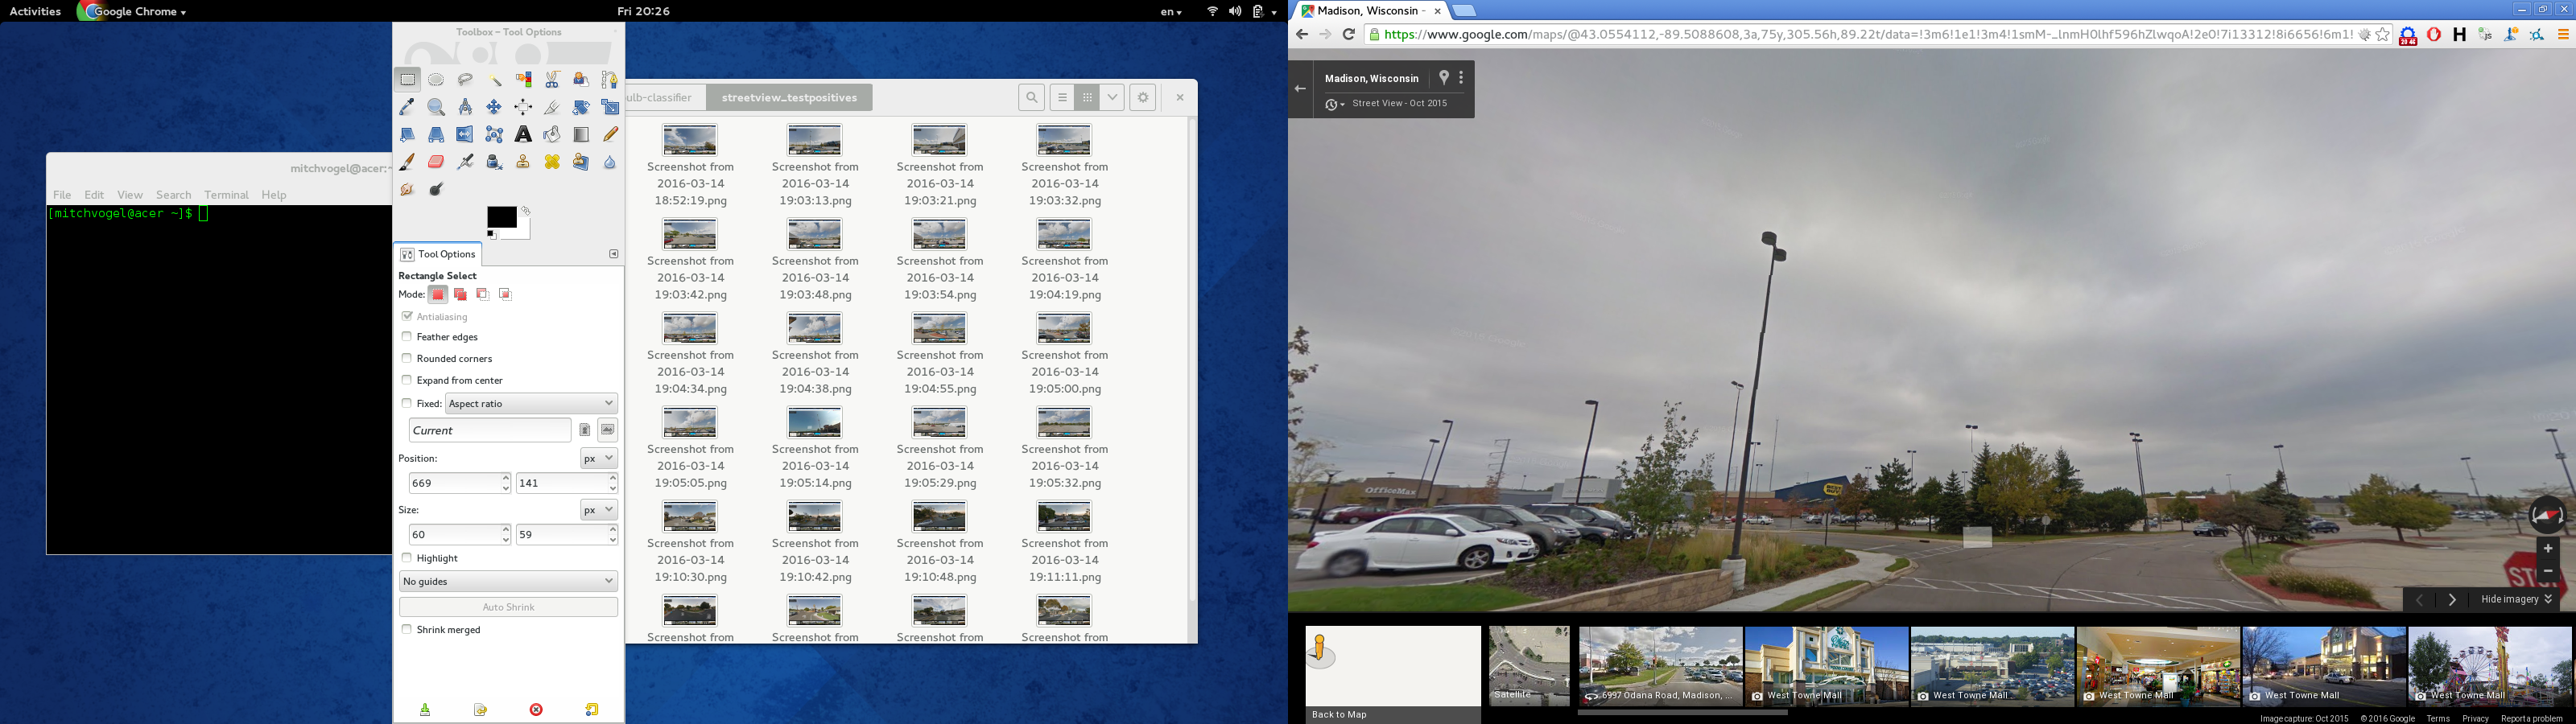 Activities
Google Chrome
Fri 20:26
en
Toolbox – Tool Options
mitchvogel@acer:~
File Edit View Search Terminal Help
[mitchvogel@acer ~]$
Tool Options
Rectangle Select
Mode:
Antialiasing
Feather edges
Rounded corners
Expand from center
Fixed: Aspect ratio
Current
Position: px
669 141
Size: px
60 59
Highlight
No guides
Auto Shrink
Shrink merged
ulb-classifier streetview_testpositives
Screenshot from Screenshot from Screenshot from Screenshot from
2016-03-14 2016-03-14 2016-03-14 2016-03-14
18:52:19.png 19:03:13.png 19:03:21.png 19:03:32.png
Screenshot from Screenshot from Screenshot from Screenshot from
2016-03-14 2016-03-14 2016-03-14 2016-03-14
19:03:42.png 19:03:48.png 19:03:54.png 19:04:19.png
Screenshot from Screenshot from Screenshot from Screenshot from
2016-03-14 2016-03-14 2016-03-14 2016-03-14
19:04:34.png 19:04:38.png 19:04:55.png 19:05:00.png
Screenshot from Screenshot from Screenshot from Screenshot from
2016-03-14 2016-03-14 2016-03-14 2016-03-14
19:05:05.png 19:05:14.png 19:05:29.png 19:05:32.png
Screenshot from Screenshot from Screenshot from Screenshot from
2016-03-14 2016-03-14 2016-03-14 2016-03-14
19:10:30.png 19:10:42.png 19:10:48.png 19:11:11.png
Screenshot from Screenshot from Screenshot from Screenshot from
Madison, Wisconsin -
https://www.google.com/maps/@43.0554112,-89.5088608,3a,75y,305.56h,89.22t/data=!3m6!1e1!3m4!1smM-_lnmH0lhf596hZlwqoA!2e0!7i13312!8i6656!6m1!
Madison, Wisconsin
Street View - Oct 2015
OfficeMax
STOP
Hide imagery
Back to Map
Satellite
6997 Odana Road, Madison, ...
West Towne Mall
West Towne Mall
West Towne Mall
West Towne Mall
West Towne Mall
Image capture: Oct 2015 © 2016 Google Terms Privacy Report a problem